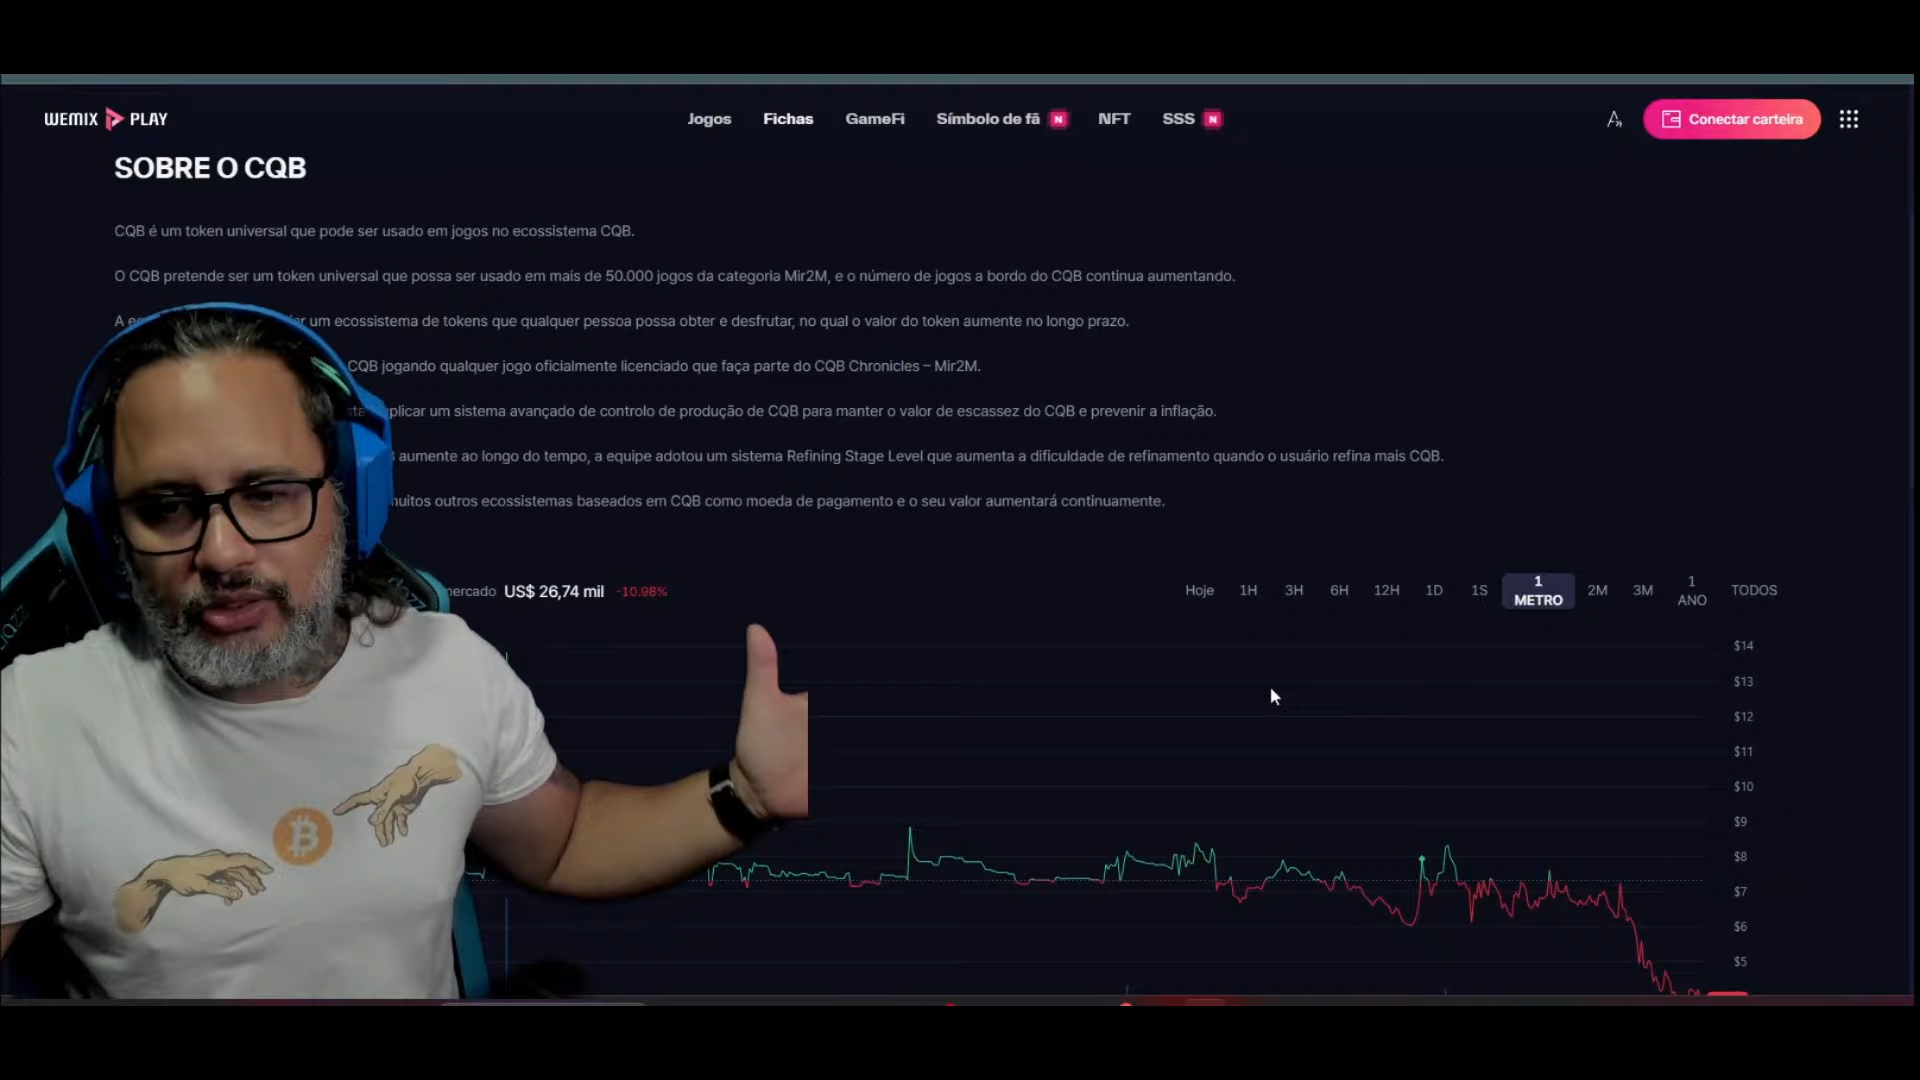 WEMIX PLAY
Jogos Fichas GameFi Símbolo de fã N NFT SSS N
Conectar carteira
SOBRE O CQB
CQB é um token universal que pode ser usado em jogos no ecossistema CQB.
O CQB pretende ser um token universal que possa ser usado em mais de 50.000 jogos da categoria Mir2M, e o número de jogos a bordo do CQB continua aumentando.
A um ecossistema de tokens que qualquer pessoa possa obter e desfrutar, no qual o valor do token aumente no longo prazo.
CQB jogando qualquer jogo oficialmente licenciado que faça parte do CQB Chronicles – Mir2M.
plicar um sistema avançado de controlo de produção de CQB para manter o valor de escassez do CQB e prevenir a inflação.
aumente ao longo do tempo, a equipe adotou um sistema Refining Stage Level que aumenta a dificuldade de refinamento quando o usuário refina mais CQB.
muitos outros ecossistemas baseados em CQB como moeda de pagamento e o seu valor aumentará continuamente.
mercado US$ 26,74 mil -10.98%
Hoje 1H 3H 6H 12H 1D 1S 1 METRO 2M 3M 1 ANO TODOS
$14
$13
$12
$11
$10
$9
$8
$7
$6
$5